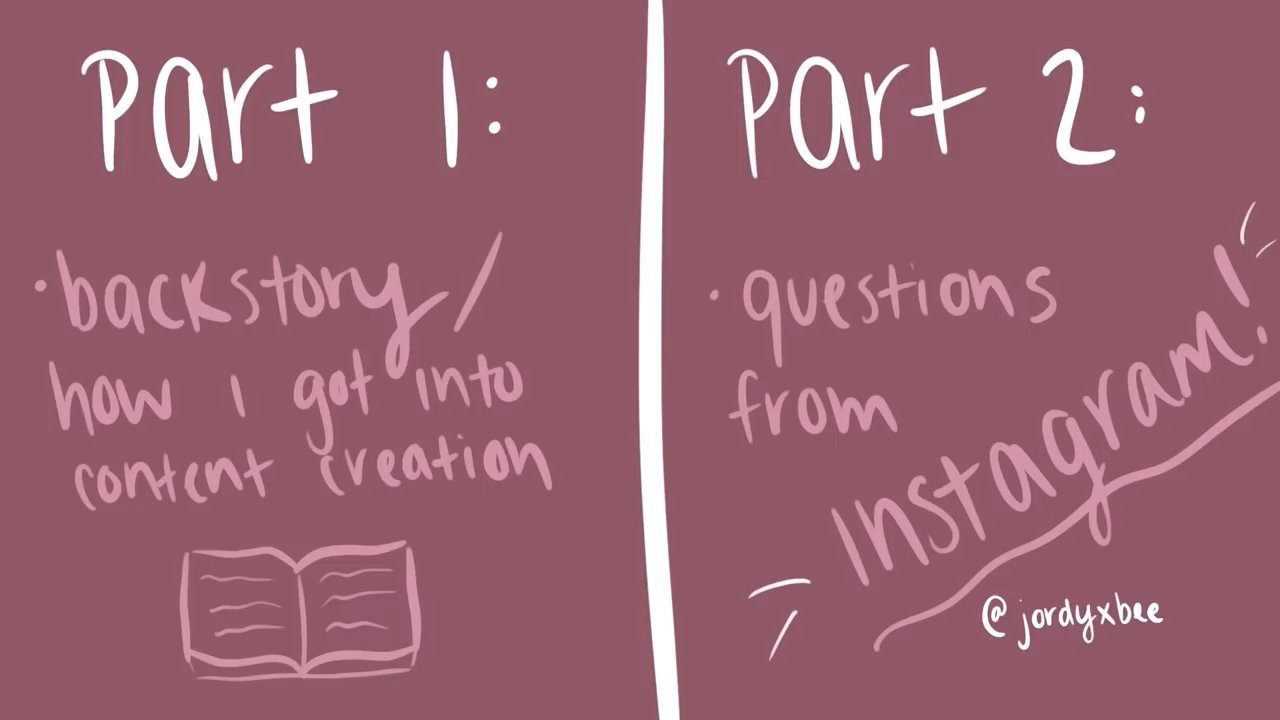 Part 1:
• backstory /
how I got into
content creation
Part 2:
• questions
from
Instagram!
@jordyxbee